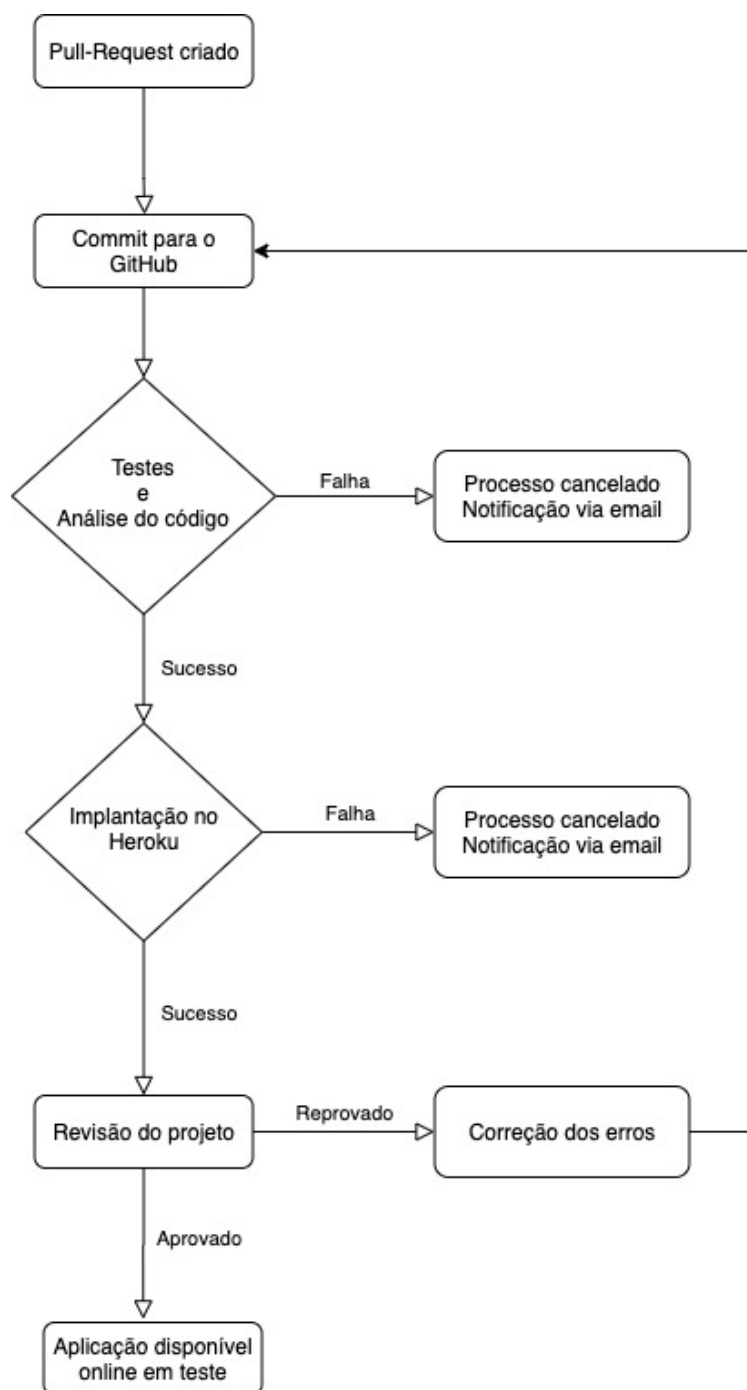 Pull-Request criado
Commit para o
GitHub
Testes
e
Análise do código
Falha
Processo cancelado
Notificação via email
Sucesso
Implantação no
Heroku
Falha
Processo cancelado
Notificação via email
Sucesso
Revisão do projeto
Reprovado
Correção dos erros
Aprovado
Aplicação disponível
online em teste